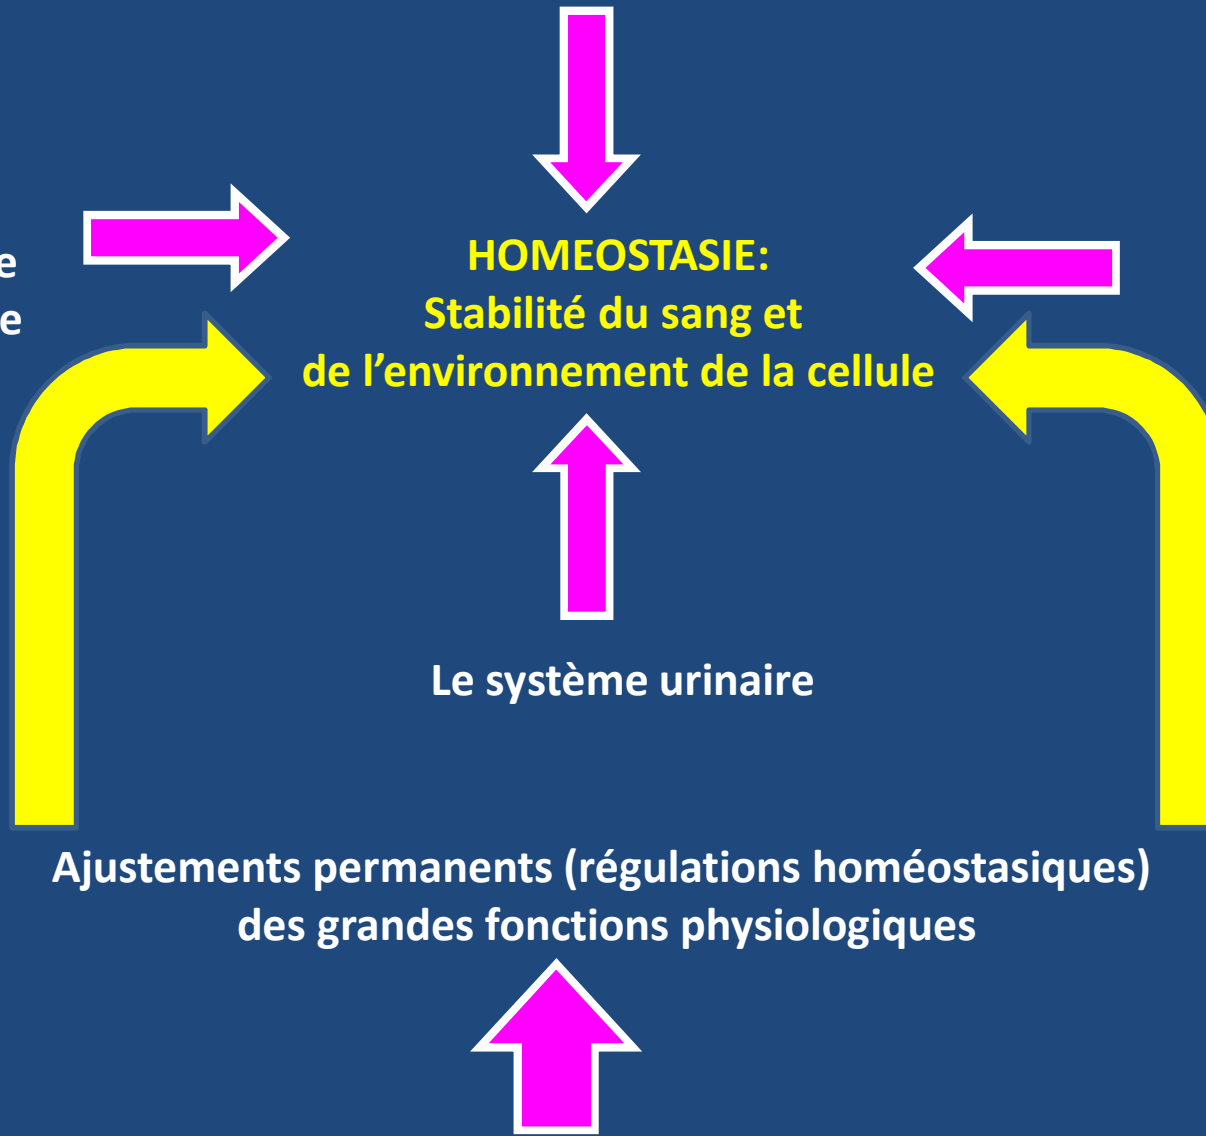 HOMEOSTASIE:
Stabilité du sang et
de l'environnement de la cellule
Le système urinaire
Ajustements permanents (régulations homéostasiques)
des grandes fonctions physiologiques